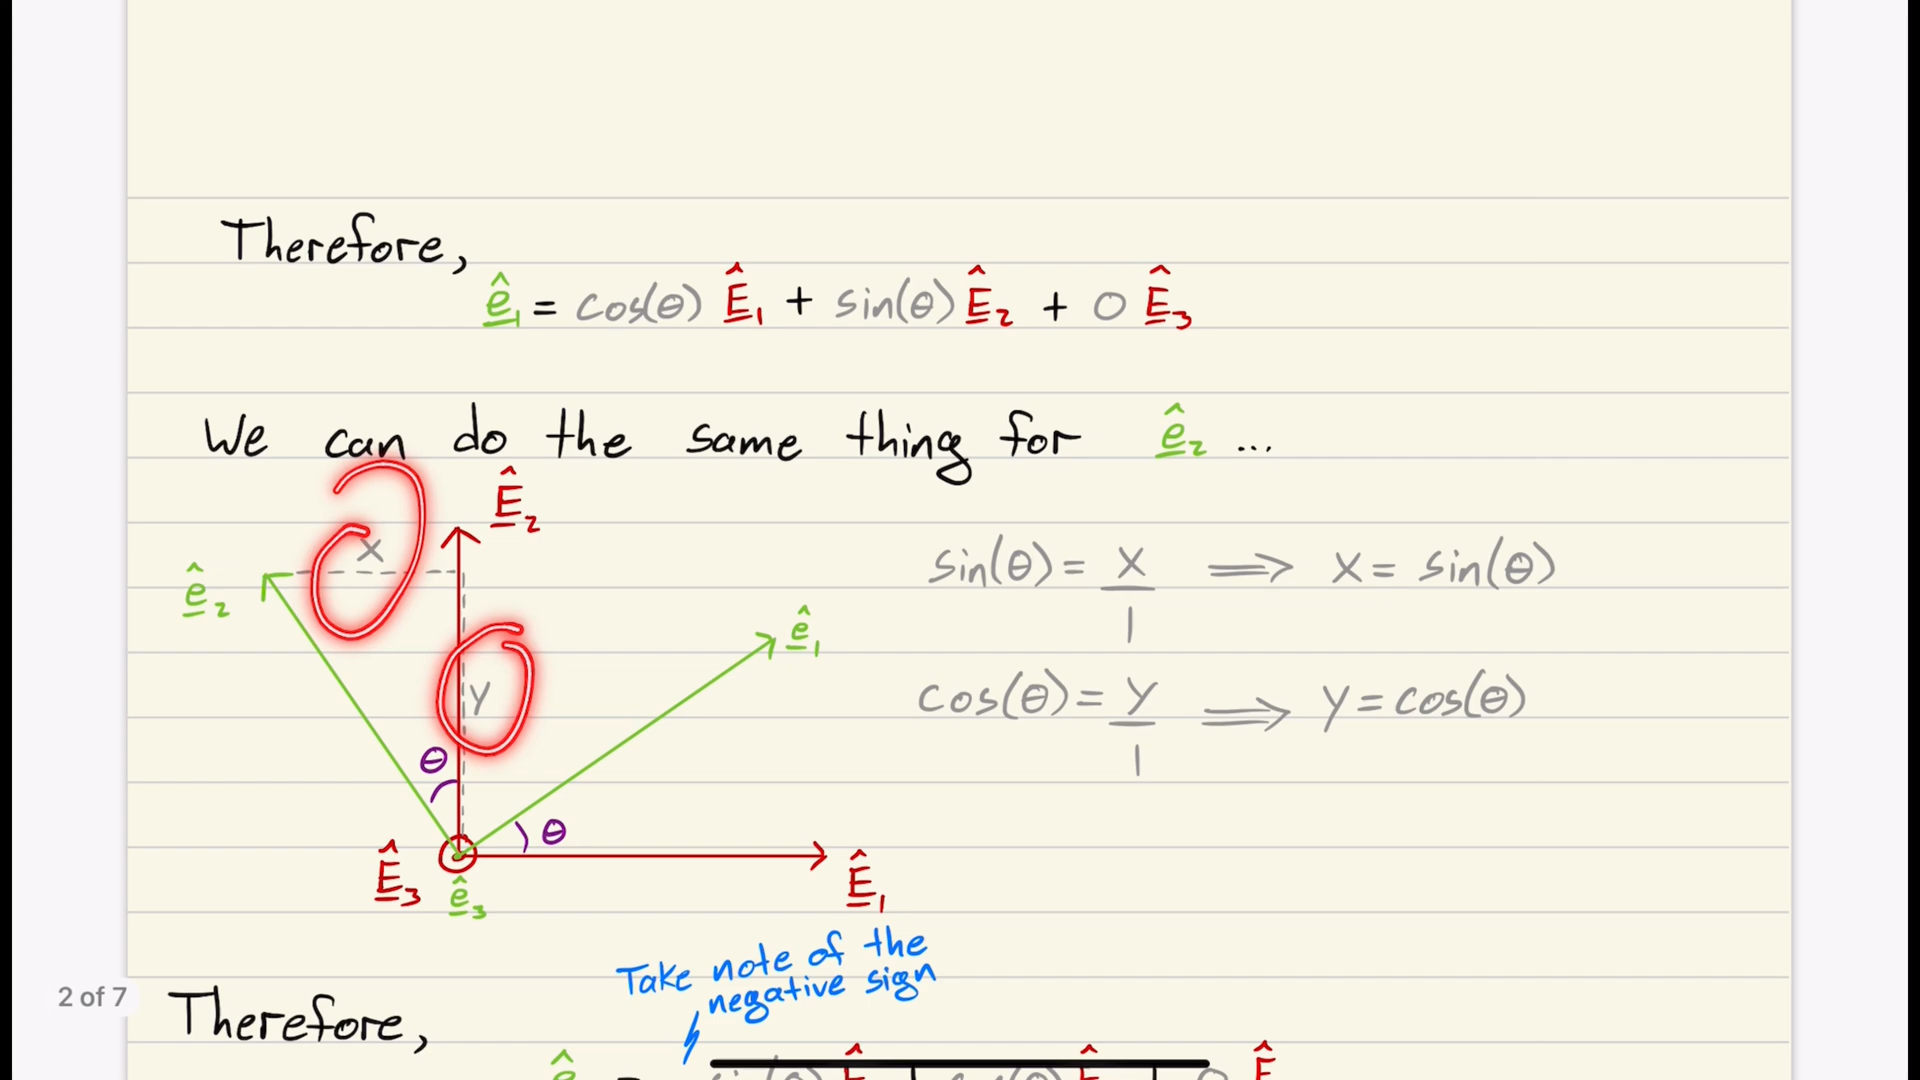 Therefore,
ê₁ = cos(θ) Ê₁ + sin(θ) Ê₂ + 0 Ê₃
We can do the same thing for ê₂ ...
Ê₂
x
ê₂
sin(θ) = x/1 ⟹ x = sin(θ)
ê₁
y
cos(θ) = y/1 ⟹ y = cos(θ)
θ
θ
Ê₃
ê₃
Ê₁
Take note of the
negative sign
2 of 7
Therefore,